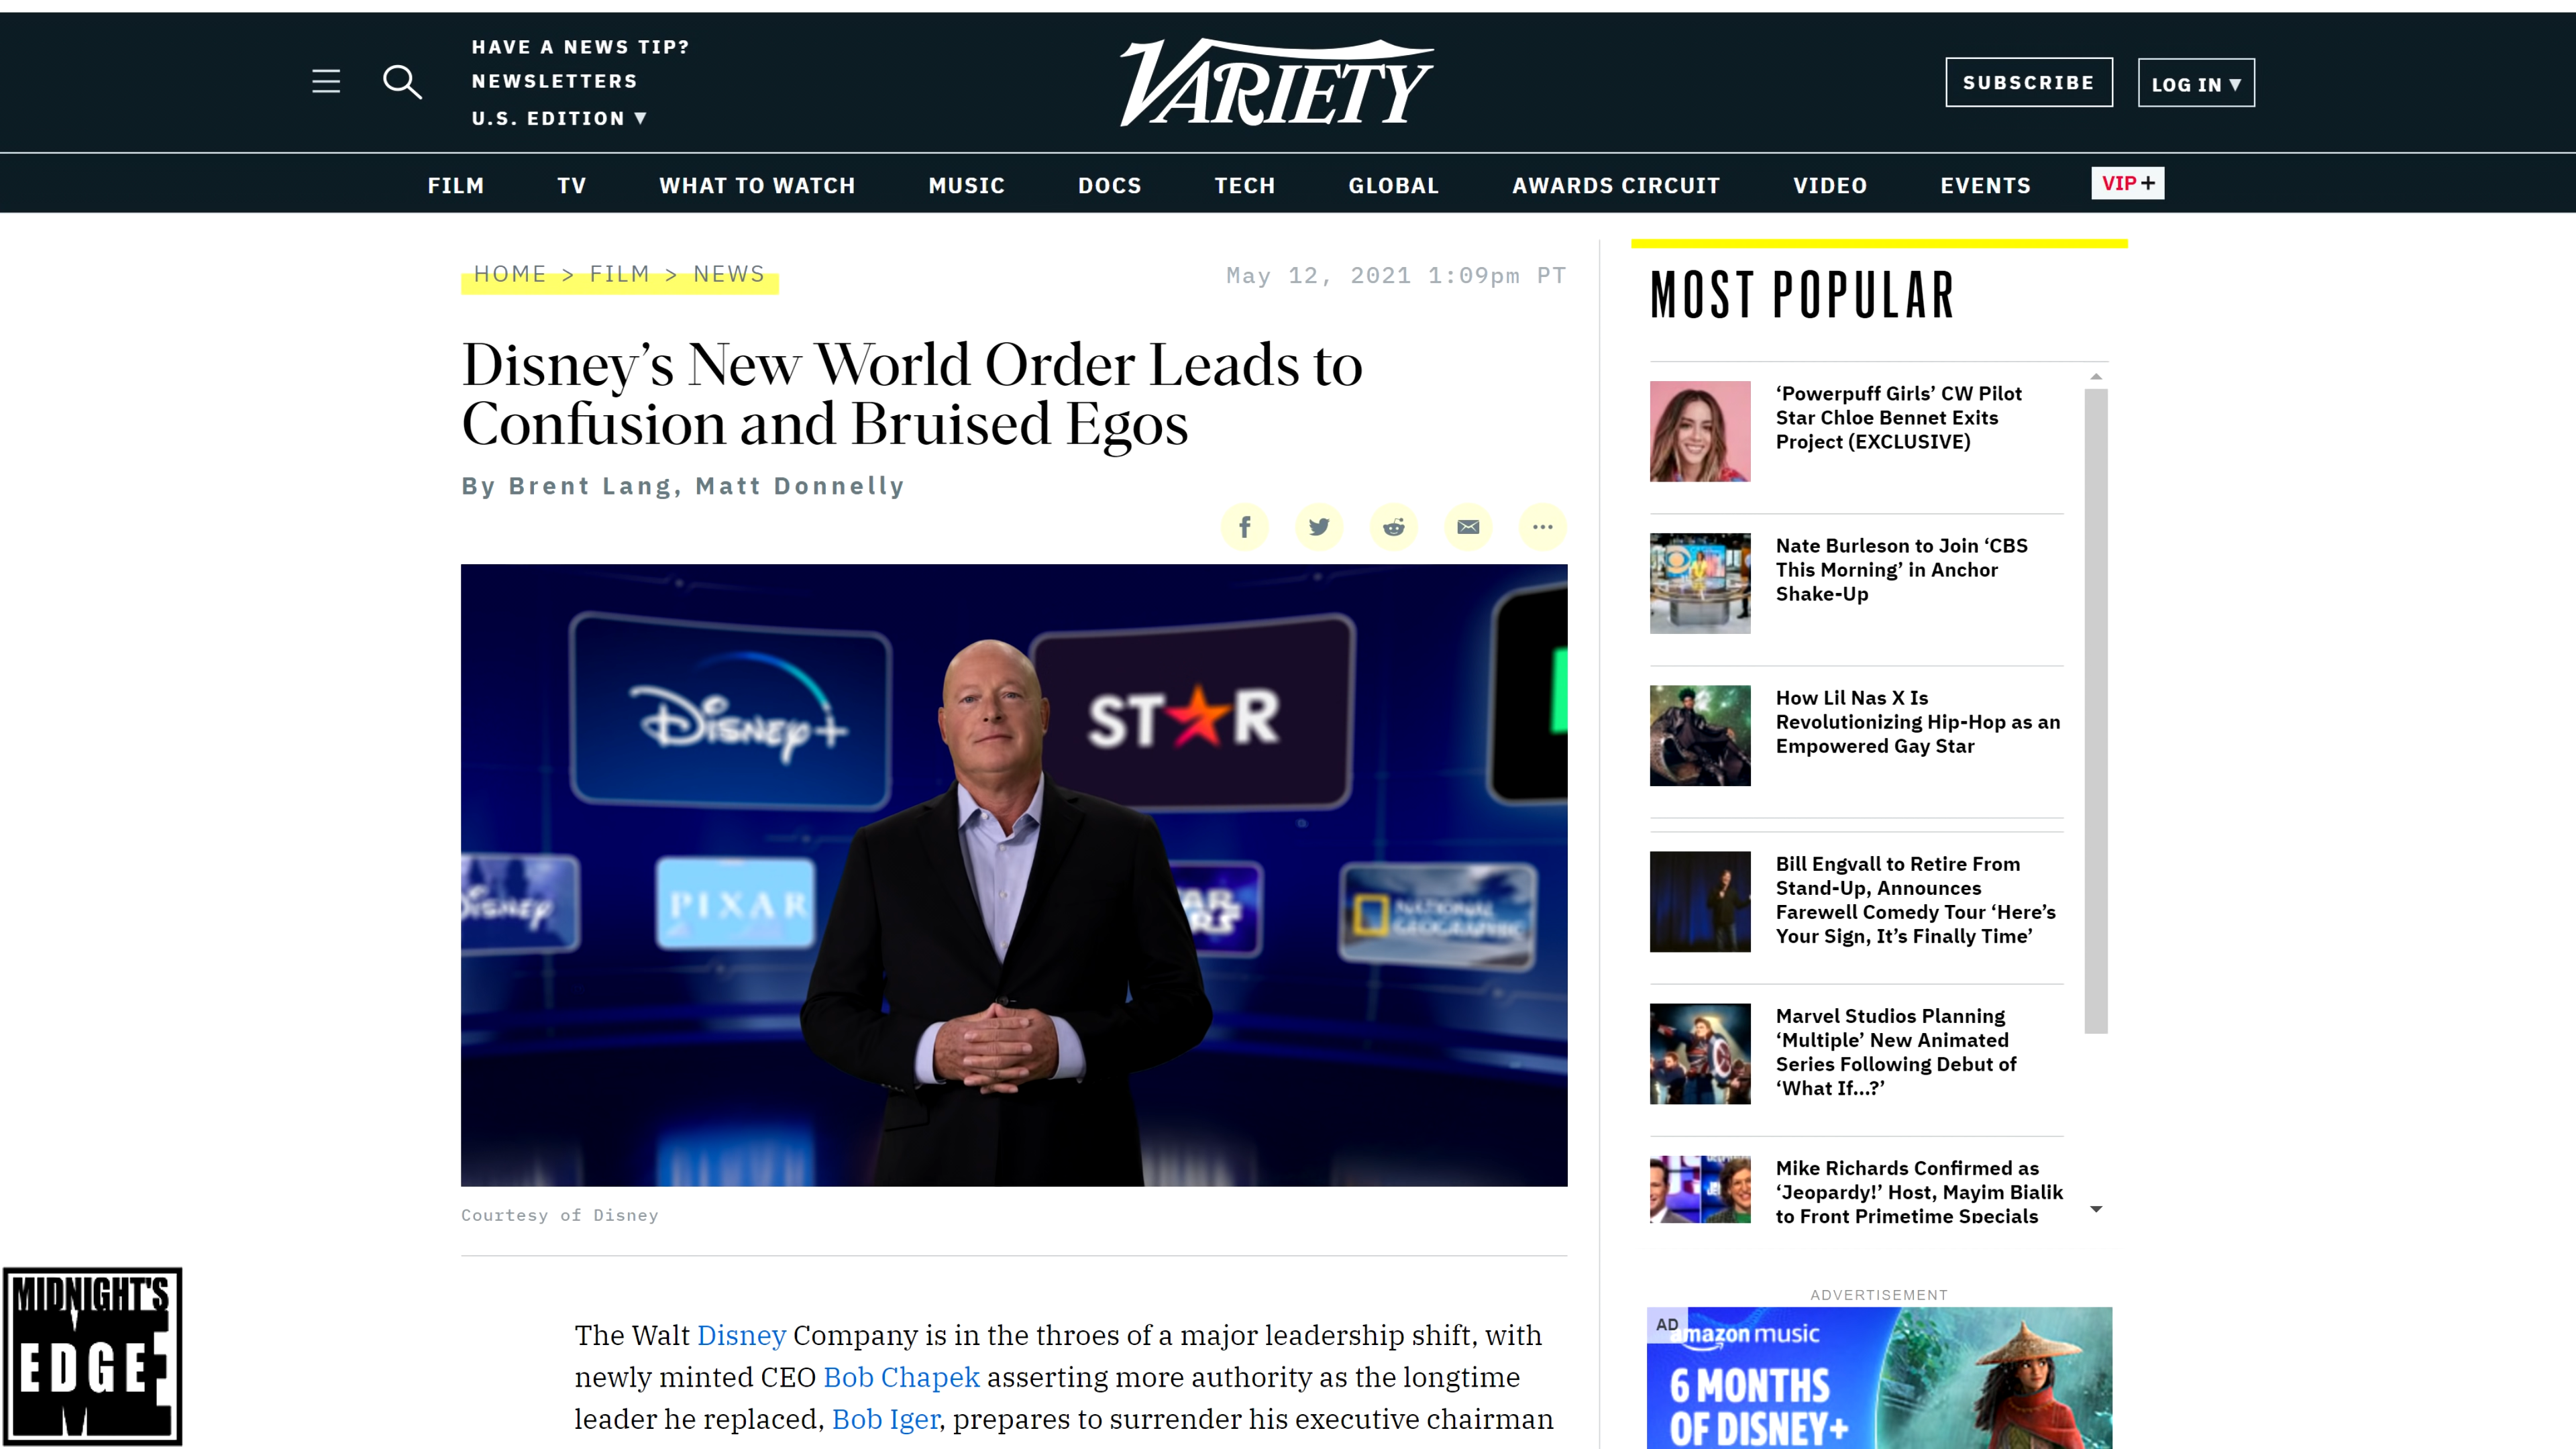 HAVE A NEWS TIP?
NEWSLETTERS
U.S. EDITION ▼
VARIETY
SUBSCRIBE
LOG IN ▼
FILM TV WHAT TO WATCH MUSIC DOCS TECH GLOBAL AWARDS CIRCUIT VIDEO EVENTS VIP+
HOME > FILM > NEWS
May 12, 2021 1:09pm PT
Disney’s New World Order Leads to
Confusion and Bruised Egos
By Brent Lang, Matt Donnelly
Disney+
STAR
Disney
PIXAR
AR
RS
NATIONAL
GEOGRAPHIC
Courtesy of Disney
The Walt Disney Company is in the throes of a major leadership shift, with
newly minted CEO Bob Chapek asserting more authority as the longtime
leader he replaced, Bob Iger, prepares to surrender his executive chairman
MOST POPULAR
‘Powerpuff Girls’ CW Pilot
Star Chloe Bennet Exits
Project (EXCLUSIVE)
Nate Burleson to Join ‘CBS
This Morning’ in Anchor
Shake-Up
How Lil Nas X Is
Revolutionizing Hip-Hop as an
Empowered Gay Star
Bill Engvall to Retire From
Stand-Up, Announces
Farewell Comedy Tour ‘Here’s
Your Sign, It’s Finally Time’
Marvel Studios Planning
‘Multiple’ New Animated
Series Following Debut of
‘What If…?’
Mike Richards Confirmed as
‘Jeopardy!’ Host, Mayim Bialik
to Front Primetime Specials
ADVERTISEMENT
AD
amazon music
6 MONTHS
OF DISNEY+
MIDNIGHT'S
EDGE